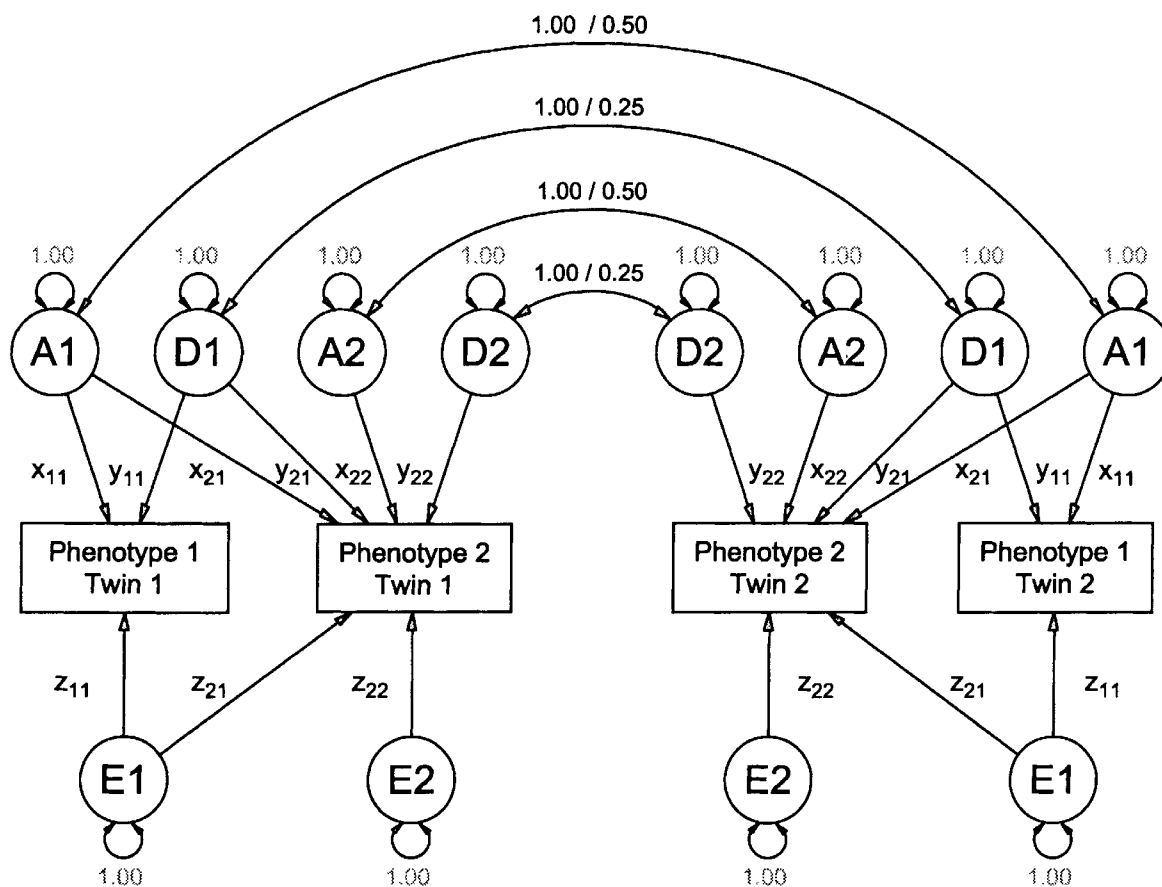 1.00 / 0.50
1.00 / 0.25
1.00 / 0.50
1.00 1.00 1.00 1.00 1.00 / 0.25 1.00 1.00 1.00 1.00
A1 D1 A2 D2 D2 A2 D1 A1
x11 y11 x21 y21 x22 y22 y22 x22 y21 x21 y11 x11
Phenotype 1 Phenotype 2 Phenotype 2 Phenotype 1
Twin 1 Twin 1 Twin 2 Twin 2
z11 z21 z22 z22 z21 z11
E1 E2 E2 E1
1.00 1.00 1.00 1.00